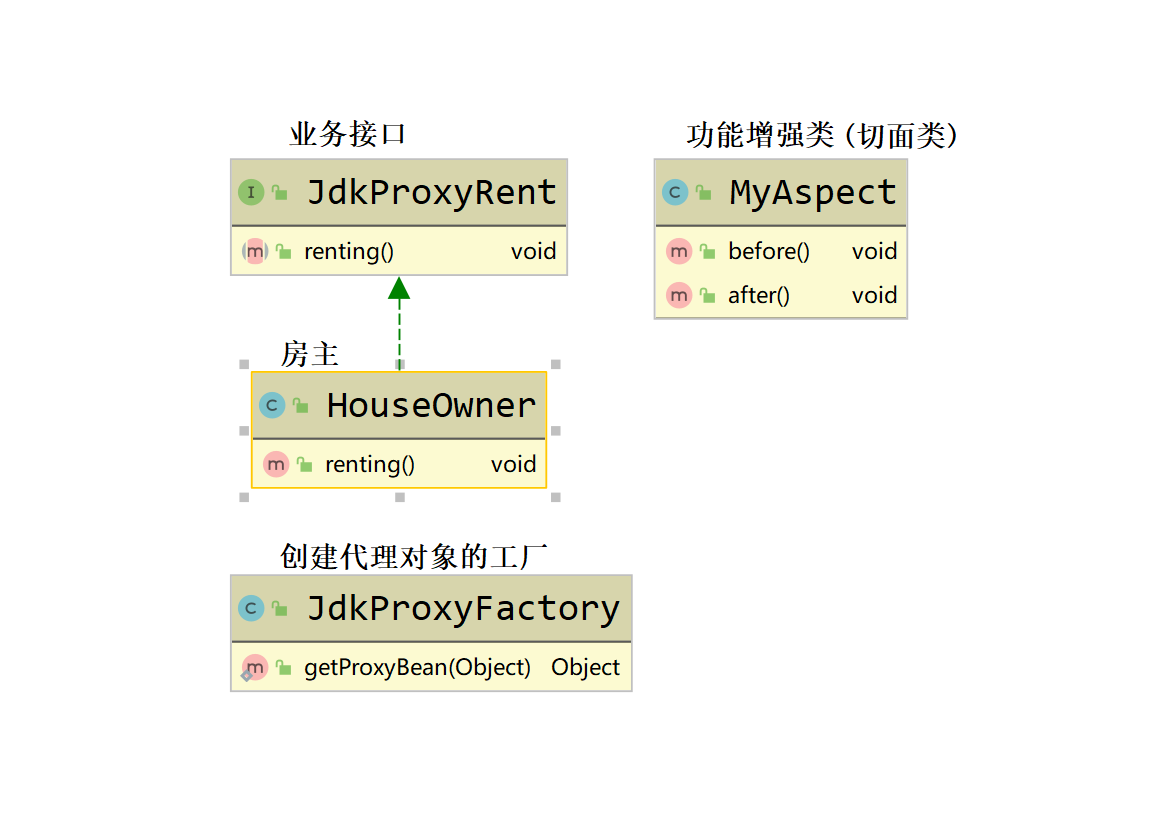 业务接口
I JdkProxyRent
m renting() void
功能增强类 (切面类)
C MyAspect
m before() void
m after() void
房主
C HouseOwner
m renting() void
创建代理对象的工厂
C JdkProxyFactory
m getProxyBean(Object) Object